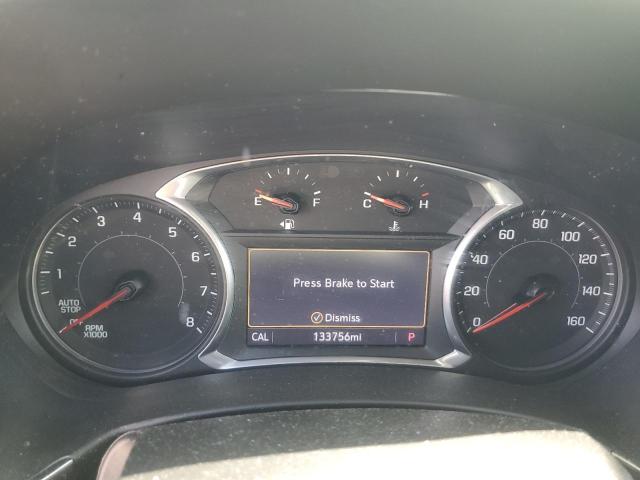 E F
C H
1 2 3 4 5 6 7 8
AUTO
STOP
OFF
RPM
X1000
Press Brake to Start
Dismiss
CAL 133756mi P
0 20 40 60 80 100 120 140 160